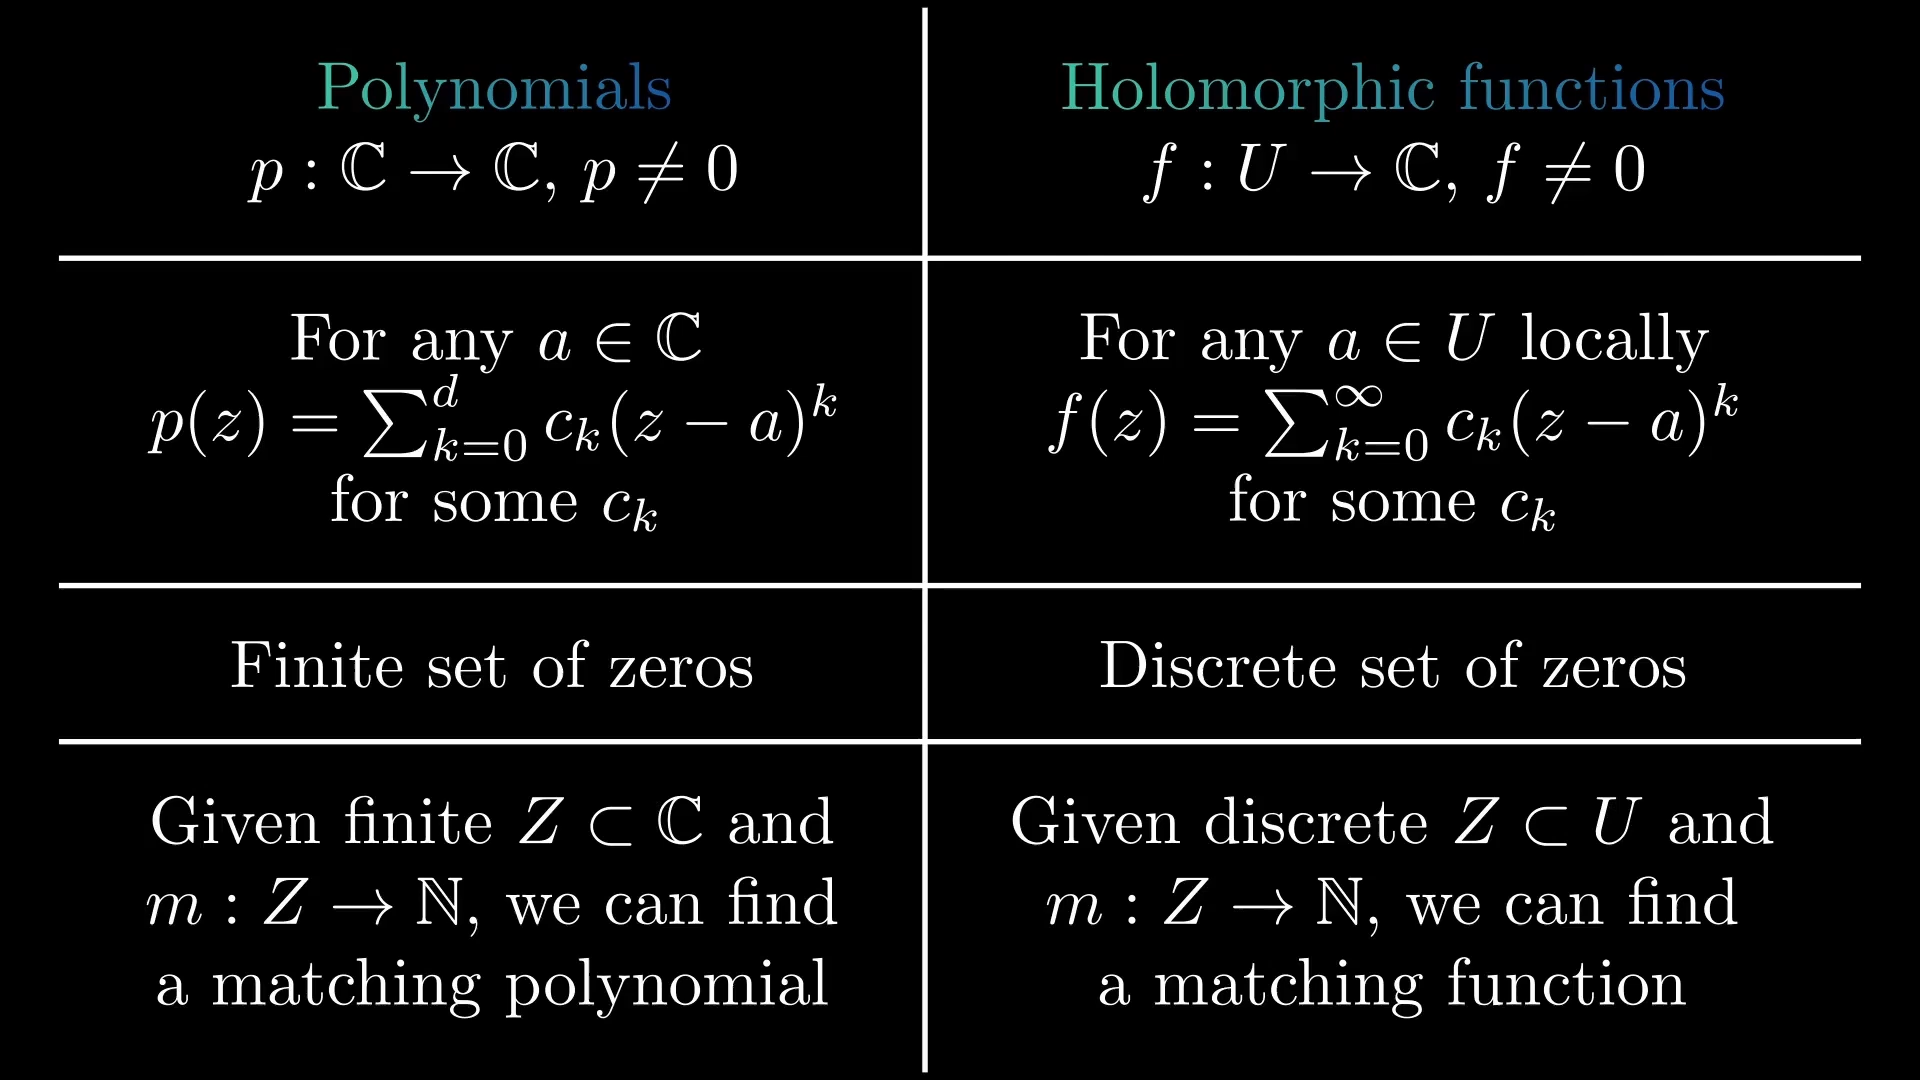 Polynomials
p : ℂ → ℂ, p ≠ 0
For any a ∈ ℂ
p(z) = ∑_{k=0}^{d} c_k(z − a)^k
for some c_k
Finite set of zeros
Given finite Z ⊂ ℂ and
m : Z → ℕ, we can find
a matching polynomial
Holomorphic functions
f : U → ℂ, f ≠ 0
For any a ∈ U locally
f(z) = ∑_{k=0}^{∞} c_k(z − a)^k
for some c_k
Discrete set of zeros
Given discrete Z ⊂ U and
m : Z → ℕ, we can find
a matching function